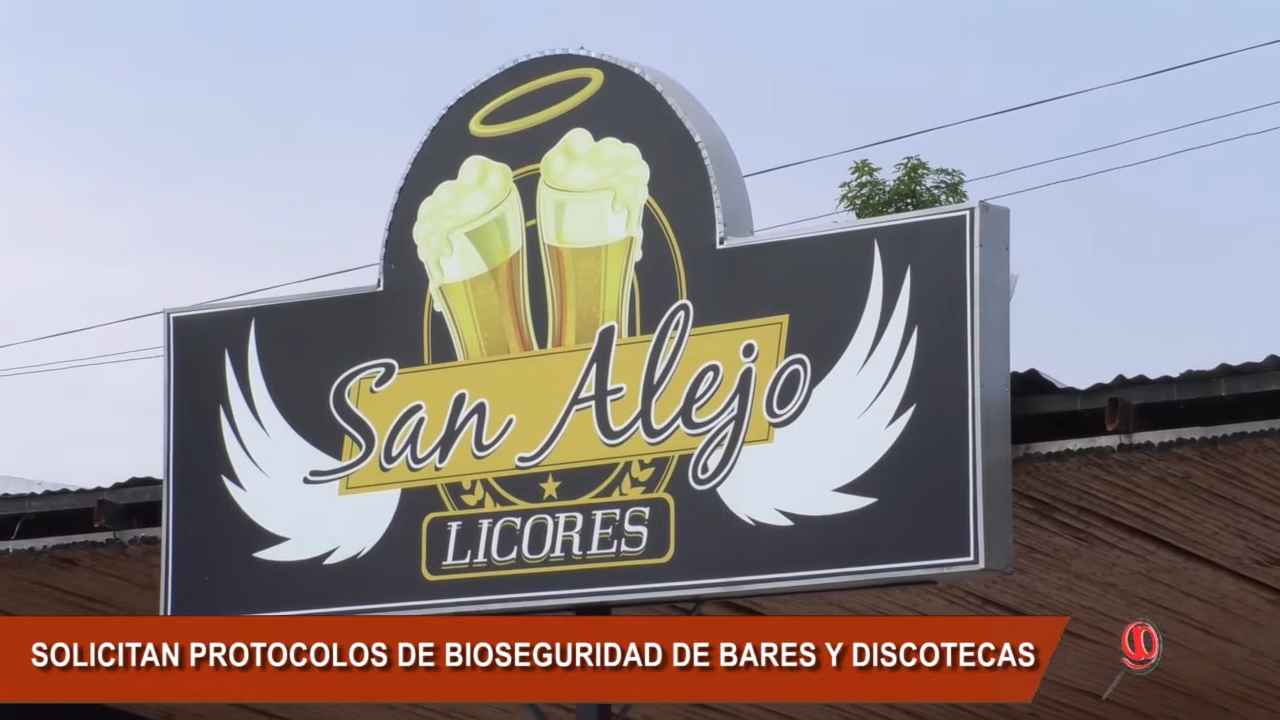 San Alejo
LICORES
SOLICITAN PROTOCOLOS DE BIOSEGURIDAD DE BARES Y DISCOTECAS